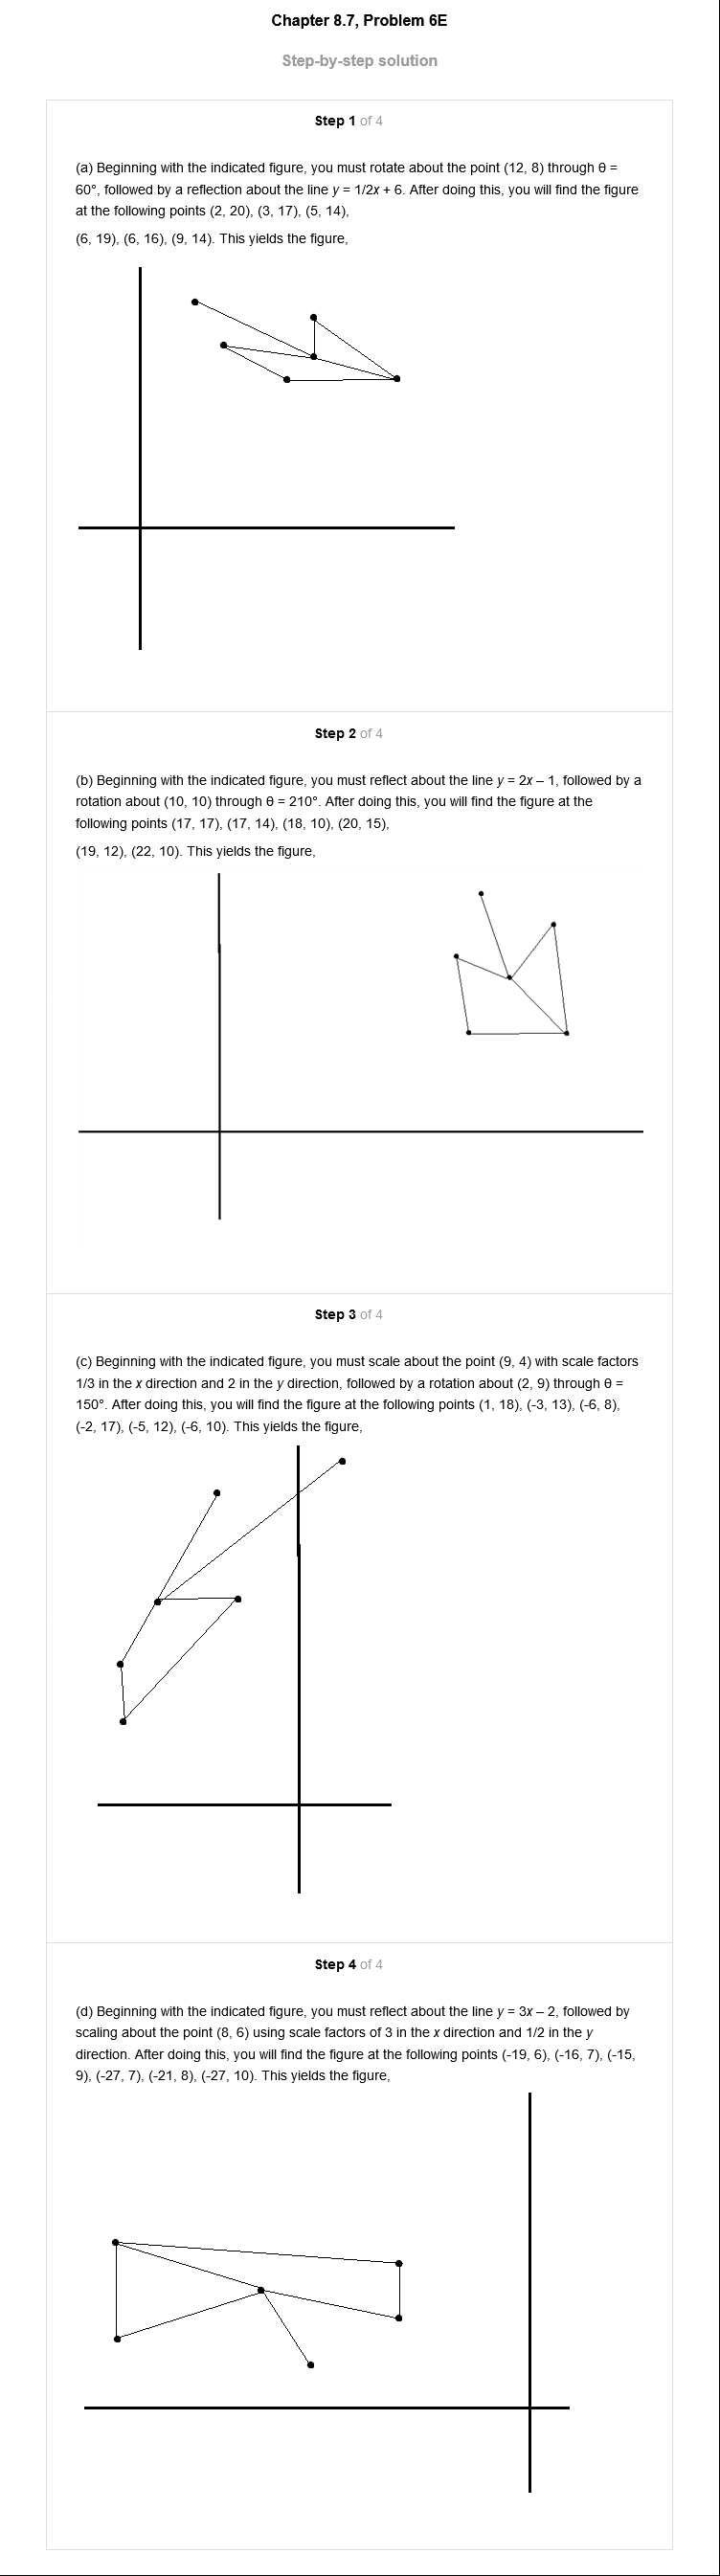 Chapter 8.7, Problem 6E
Step-by-step solution
Step 1 of 4
(a) Beginning with the indicated figure, you must rotate about the point (12, 8) through θ =
60°, followed by a reflection about the line y = 1/2x + 6. After doing this, you will find the figure
at the following points (2, 20), (3, 17), (5, 14),
(6, 19), (6, 16), (9, 14). This yields the figure,
Step 2 of 4
(b) Beginning with the indicated figure, you must reflect about the line y = 2x – 1, followed by a
rotation about (10, 10) through θ = 210°. After doing this, you will find the figure at the
following points (17, 17), (17, 14), (18, 10), (20, 15),
(19, 12), (22, 10). This yields the figure,
Step 3 of 4
(c) Beginning with the indicated figure, you must scale about the point (9, 4) with scale factors
1/3 in the x direction and 2 in the y direction, followed by a rotation about (2, 9) through θ =
150°. After doing this, you will find the figure at the following points (1, 18), (-3, 13), (-6, 8),
(-2, 17), (-5, 12), (-6, 10). This yields the figure,
Step 4 of 4
(d) Beginning with the indicated figure, you must reflect about the line y = 3x – 2, followed by
scaling about the point (8, 6) using scale factors of 3 in the x direction and 1/2 in the y
direction. After doing this, you will find the figure at the following points (-19, 6), (-16, 7), (-15,
9), (-27, 7), (-21, 8), (-27, 10). This yields the figure,